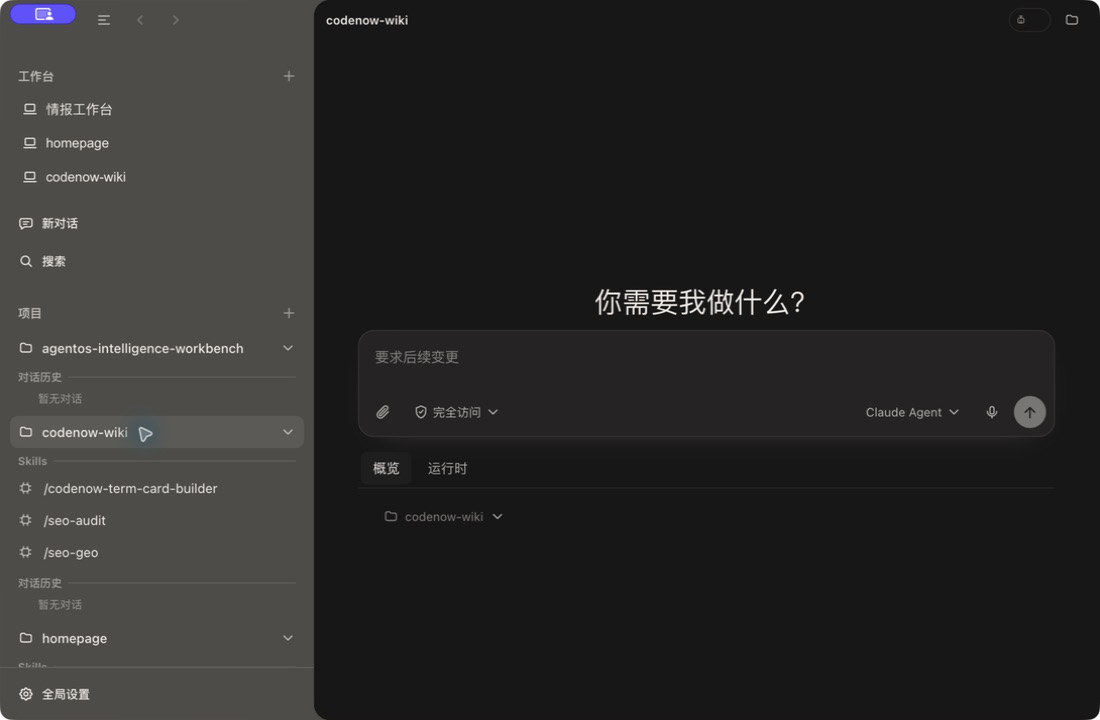 codenow-wiki
工作台
情报工作台
homepage
codenow-wiki
新对话
搜索
项目
agentos-intelligence-workbench
对话历史
暂无对话
codenow-wiki
Skills
/codenow-term-card-builder
/seo-audit
/seo-geo
对话历史
暂无对话
homepage
Skills
全局设置
你需要我做什么?
要求后续变更
完全访问
Claude Agent
概览 运行时
codenow-wiki